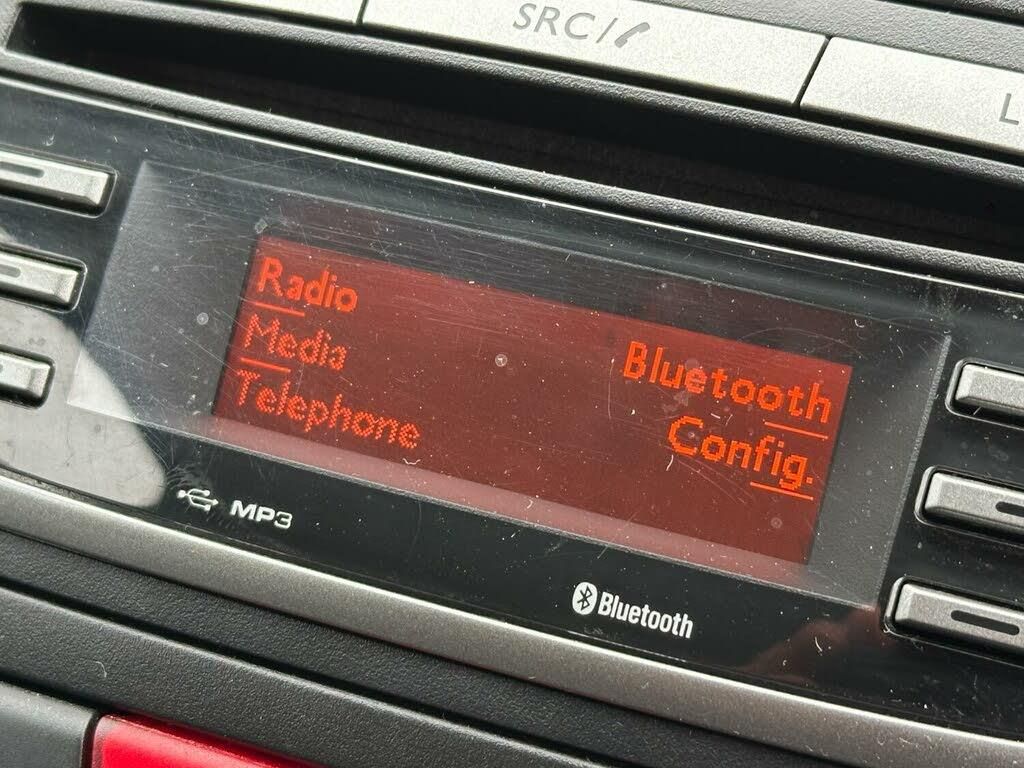 SRC/
L
Radio
Media
Telephone
Bluetooth
Config.
MP3
Bluetooth